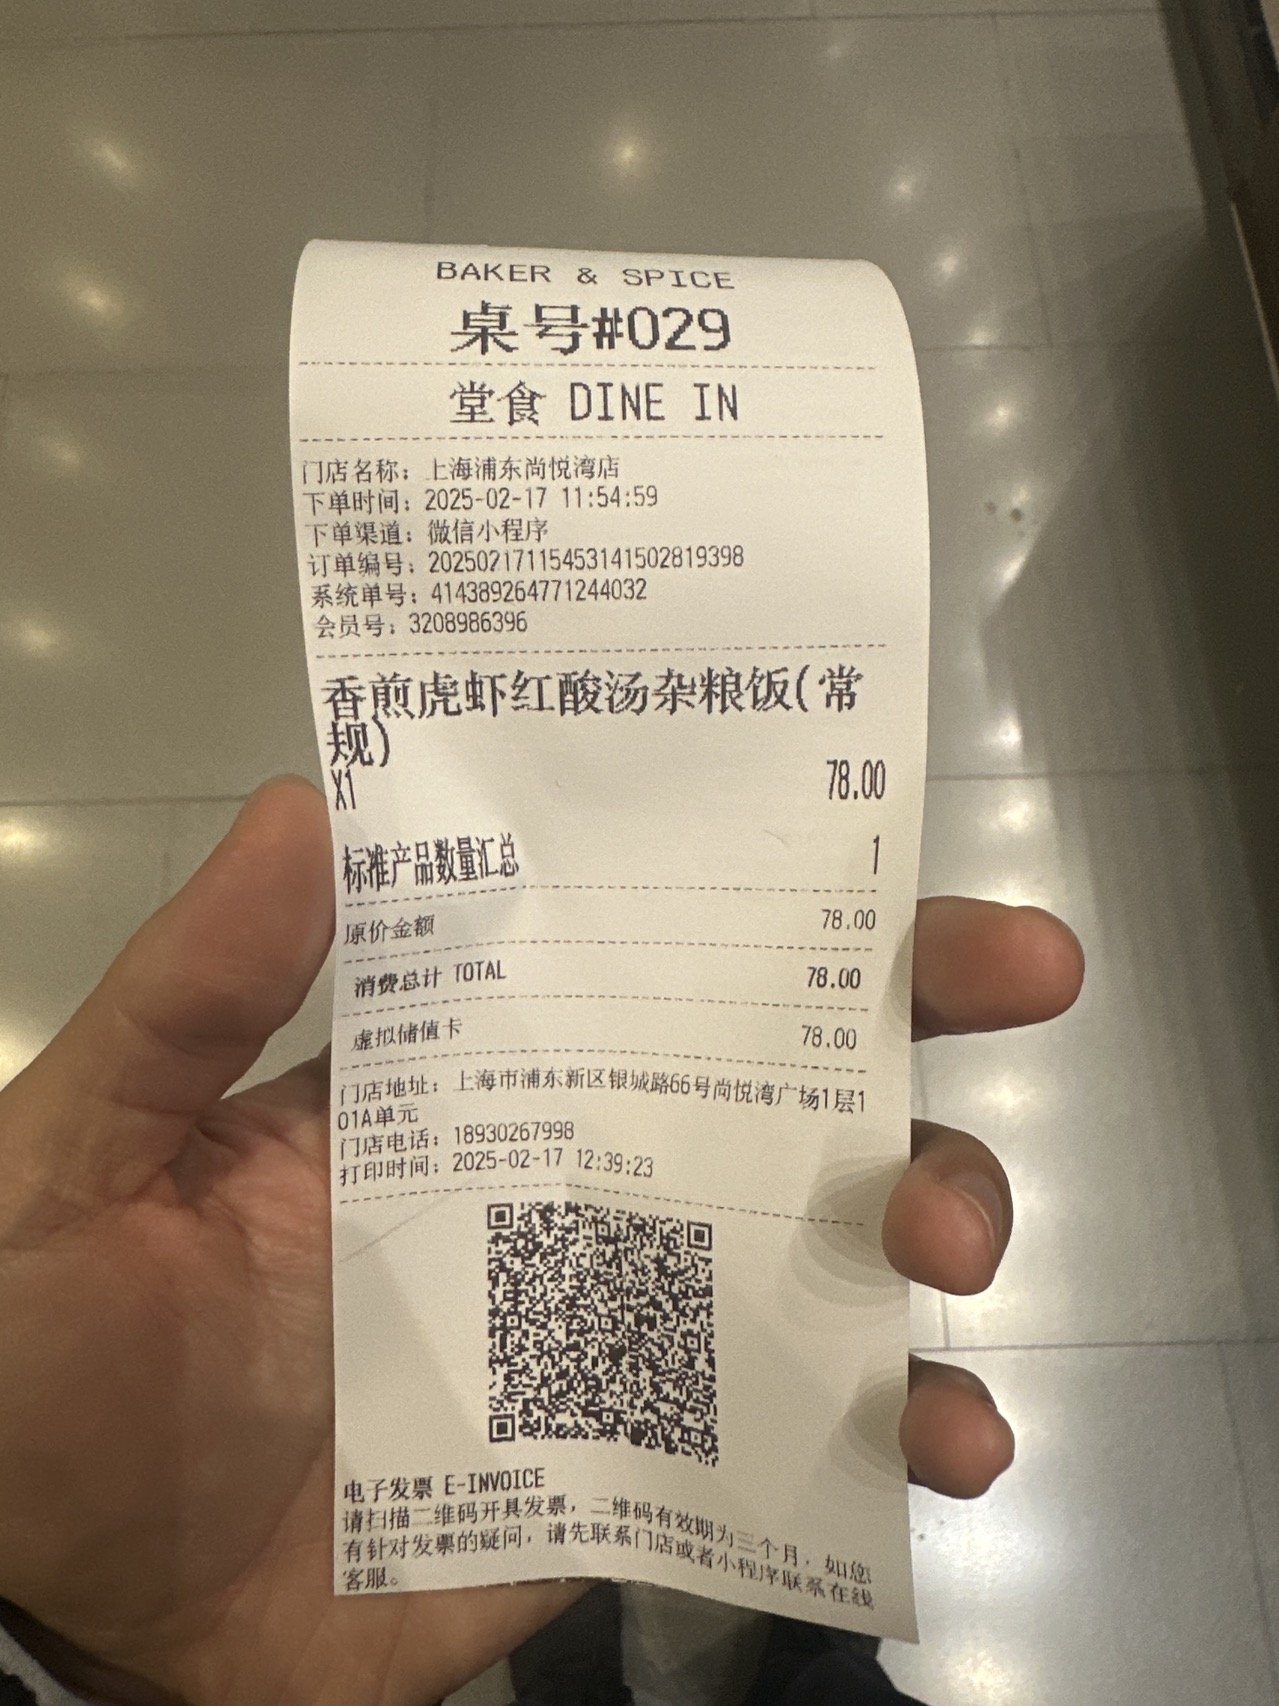 BAKER & SPICE
桌号#029
堂食 DINE IN
门店名称：上海浦东尚悦湾店
下单时间：2025-02-17 11:54:59
下单渠道：微信小程序
订单编号：20250217115453141502819398
系统单号：414389264771244032
会员号：3208986396
香煎虎虾红酸汤杂粮饭(常
规)
X1 78.00
标准产品数量汇总 1
原价金额 78.00
消费总计 TOTAL 78.00
虚拟储值卡 78.00
门店地址：上海市浦东新区银城路66号尚悦湾广场1层1
01A单元
门店电话：18930267998
打印时间：2025-02-17 12:39:23
电子发票 E-INVOICE
请扫描二维码开具发票，二维码有效期为三个月，如您
有针对发票的疑问，请先联系门店或者小程序联系在线
客服。